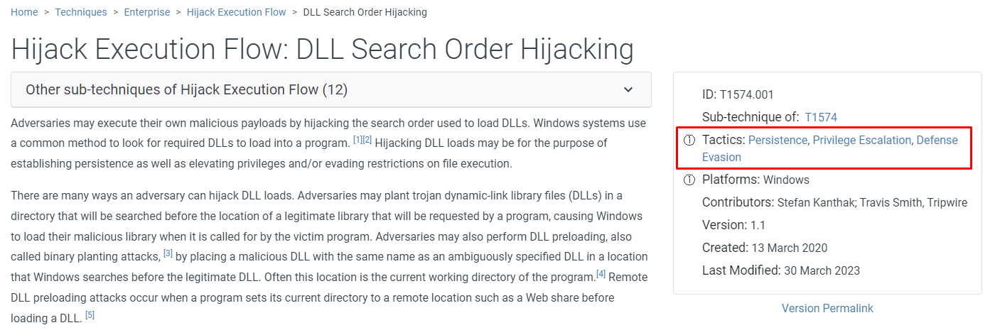 Home > Techniques > Enterprise > Hijack Execution Flow > DLL Search Order Hijacking
Hijack Execution Flow: DLL Search Order Hijacking
Other sub-techniques of Hijack Execution Flow (12)
Adversaries may execute their own malicious payloads by hijacking the search order used to load DLLs. Windows systems use
a common method to look for required DLLs to load into a program. [1][2] Hijacking DLL loads may be for the purpose of
establishing persistence as well as elevating privileges and/or evading restrictions on file execution.
There are many ways an adversary can hijack DLL loads. Adversaries may plant trojan dynamic-link library files (DLLs) in a
directory that will be searched before the location of a legitimate library that will be requested by a program, causing Windows
to load their malicious library when it is called for by the victim program. Adversaries may also perform DLL preloading, also
called binary planting attacks, [3] by placing a malicious DLL with the same name as an ambiguously specified DLL in a location
that Windows searches before the legitimate DLL. Often this location is the current working directory of the program.[4] Remote
DLL preloading attacks occur when a program sets its current directory to a remote location such as a Web share before
loading a DLL. [5]
ID: T1574.001
Sub-technique of: T1574
Tactics: Persistence, Privilege Escalation, Defense
Evasion
Platforms: Windows
Contributors: Stefan Kanthak; Travis Smith, Tripwire
Version: 1.1
Created: 13 March 2020
Last Modified: 30 March 2023
Version Permalink